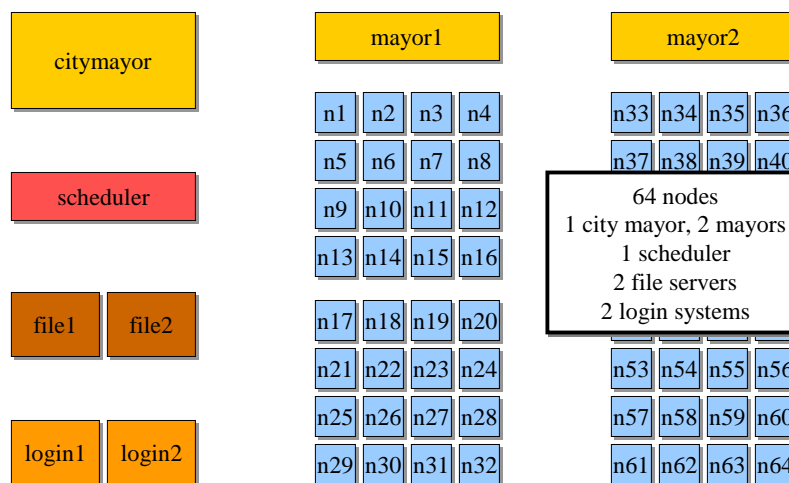 citymayor
mayor1
mayor2
n1 n2 n3 n4
n33 n34 n35 n36
n5 n6 n7 n8
n37 n38 n39 n40
scheduler
n9 n10 n11 n12
n13 n14 n15 n16
64 nodes
1 city mayor, 2 mayors
1 scheduler
2 file servers
2 login systems
file1 file2
n17 n18 n19 n20
n21 n22 n23 n24
n53 n54 n55 n56
n25 n26 n27 n28
n57 n58 n59 n60
login1 login2
n29 n30 n31 n32
n61 n62 n63 n64